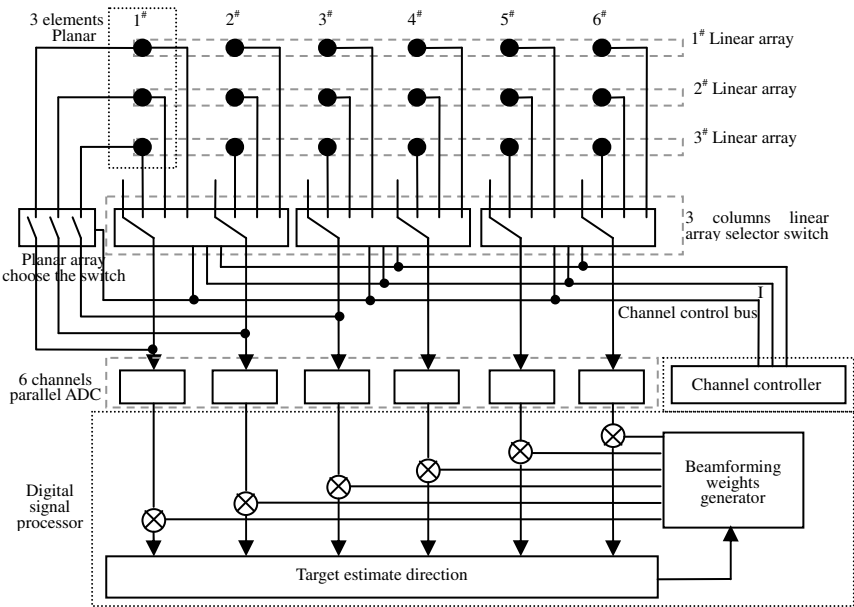 3 elements
Planar
1# 2# 3# 4# 5# 6#
1# Linear array
2# Linear array
3# Linear array
3 columns linear
array selector switch
Planar array
choose the switch
I
Channel control bus
6 channels
parallel ADC
Channel controller
Beamforming
weights
generator
Digital
signal
processor
Target estimate direction